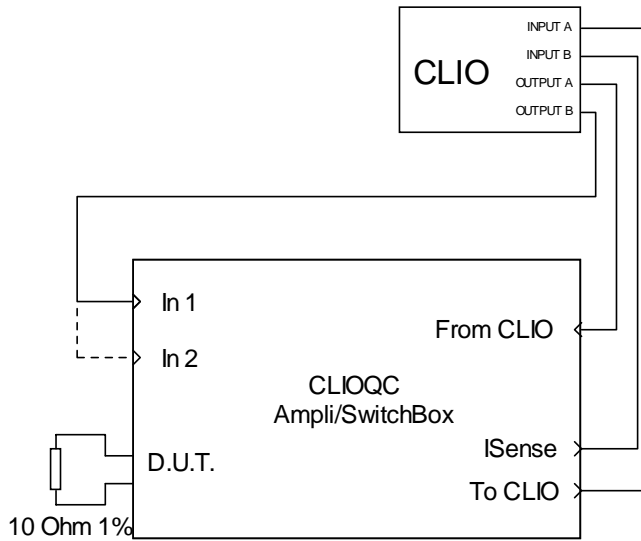 INPUT A
INPUT B
CLIO
OUTPUT A
OUTPUT B
In 1
From CLIO
In 2
CLIOQC
Ampli/SwitchBox
D.U.T.
ISense
To CLIO
10 Ohm 1%